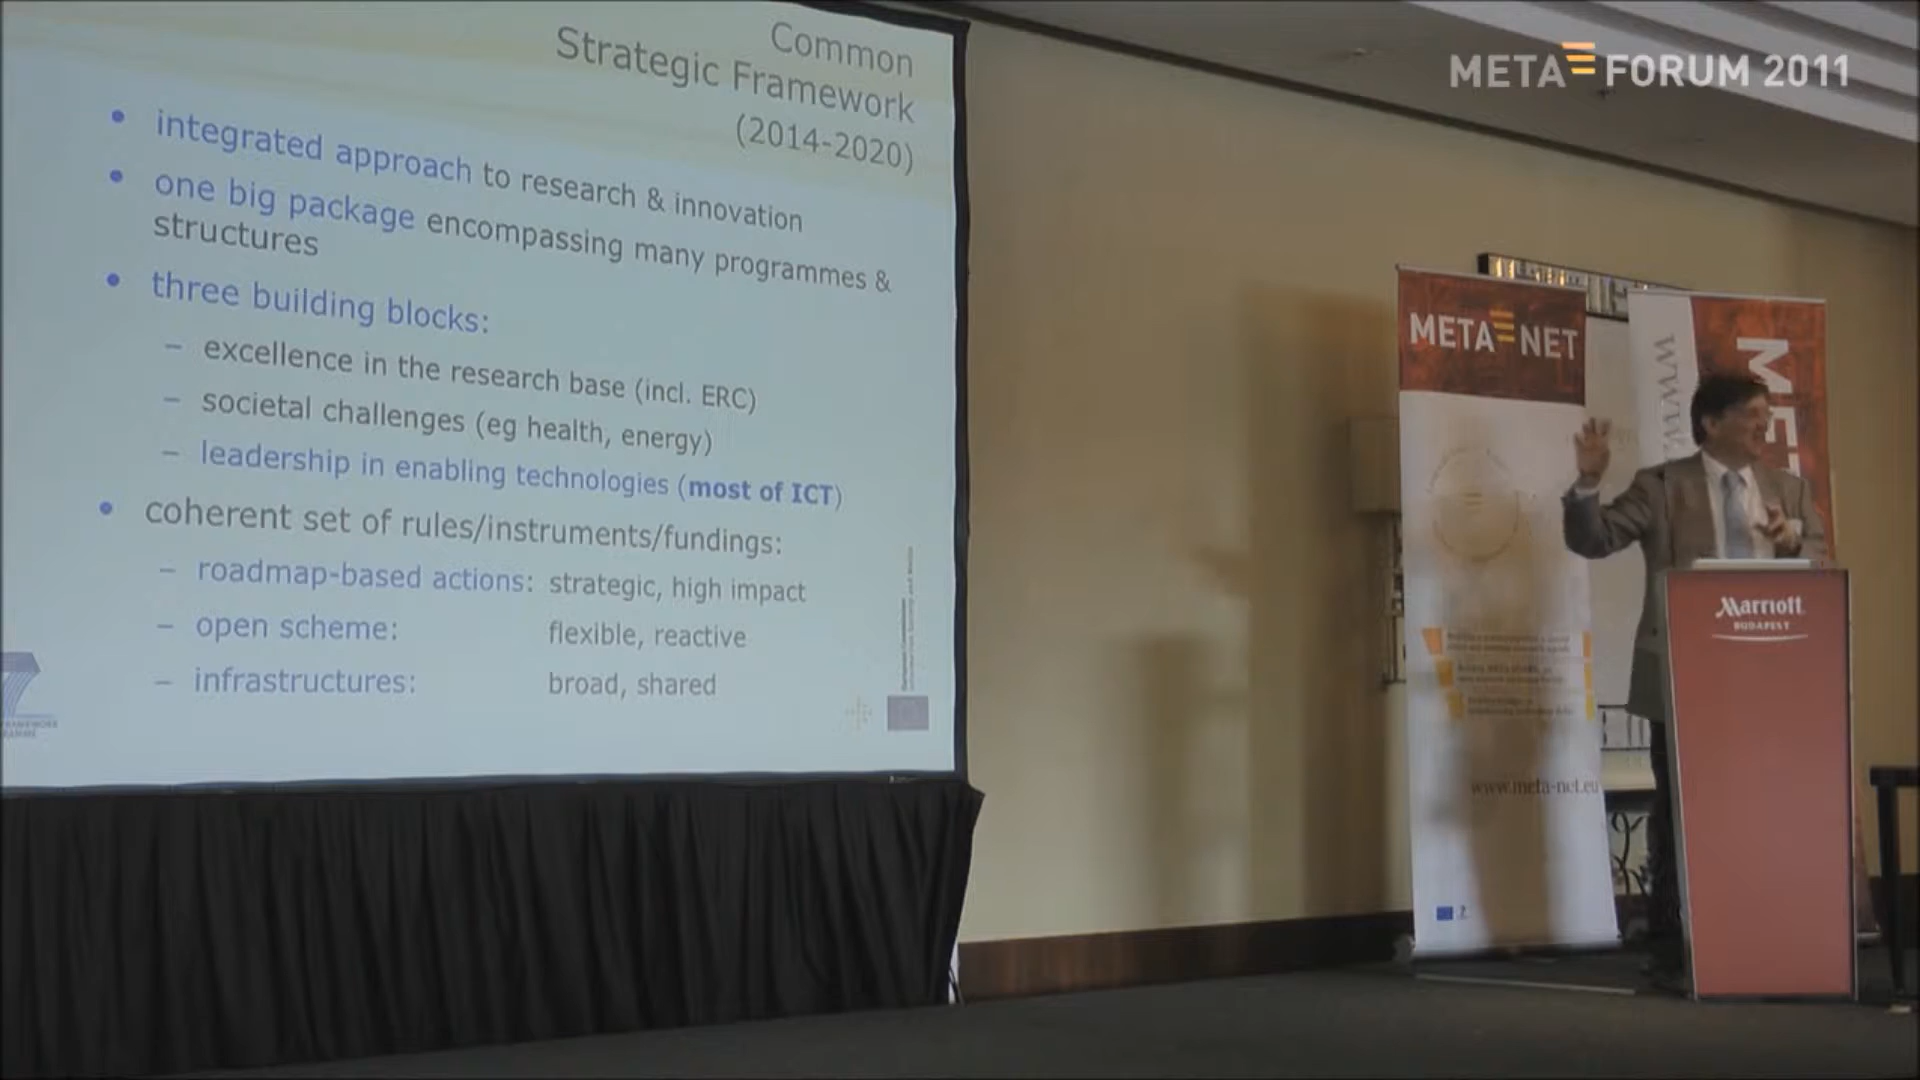 Common
Strategic Framework
(2014-2020)
• integrated approach to research & innovation
• one big package encompassing many programmes &
structures
• three building blocks:
– excellence in the research base (incl. ERC)
– societal challenges (eg health, energy)
– leadership in enabling technologies (most of ICT)
• coherent set of rules/instruments/fundings:
– roadmap-based actions: strategic, high impact
– open scheme: flexible, reactive
– infrastructures: broad, shared
META FORUM 2011
META NET
www.meta-net.eu
www
MET
Marriott
BUDAPEST